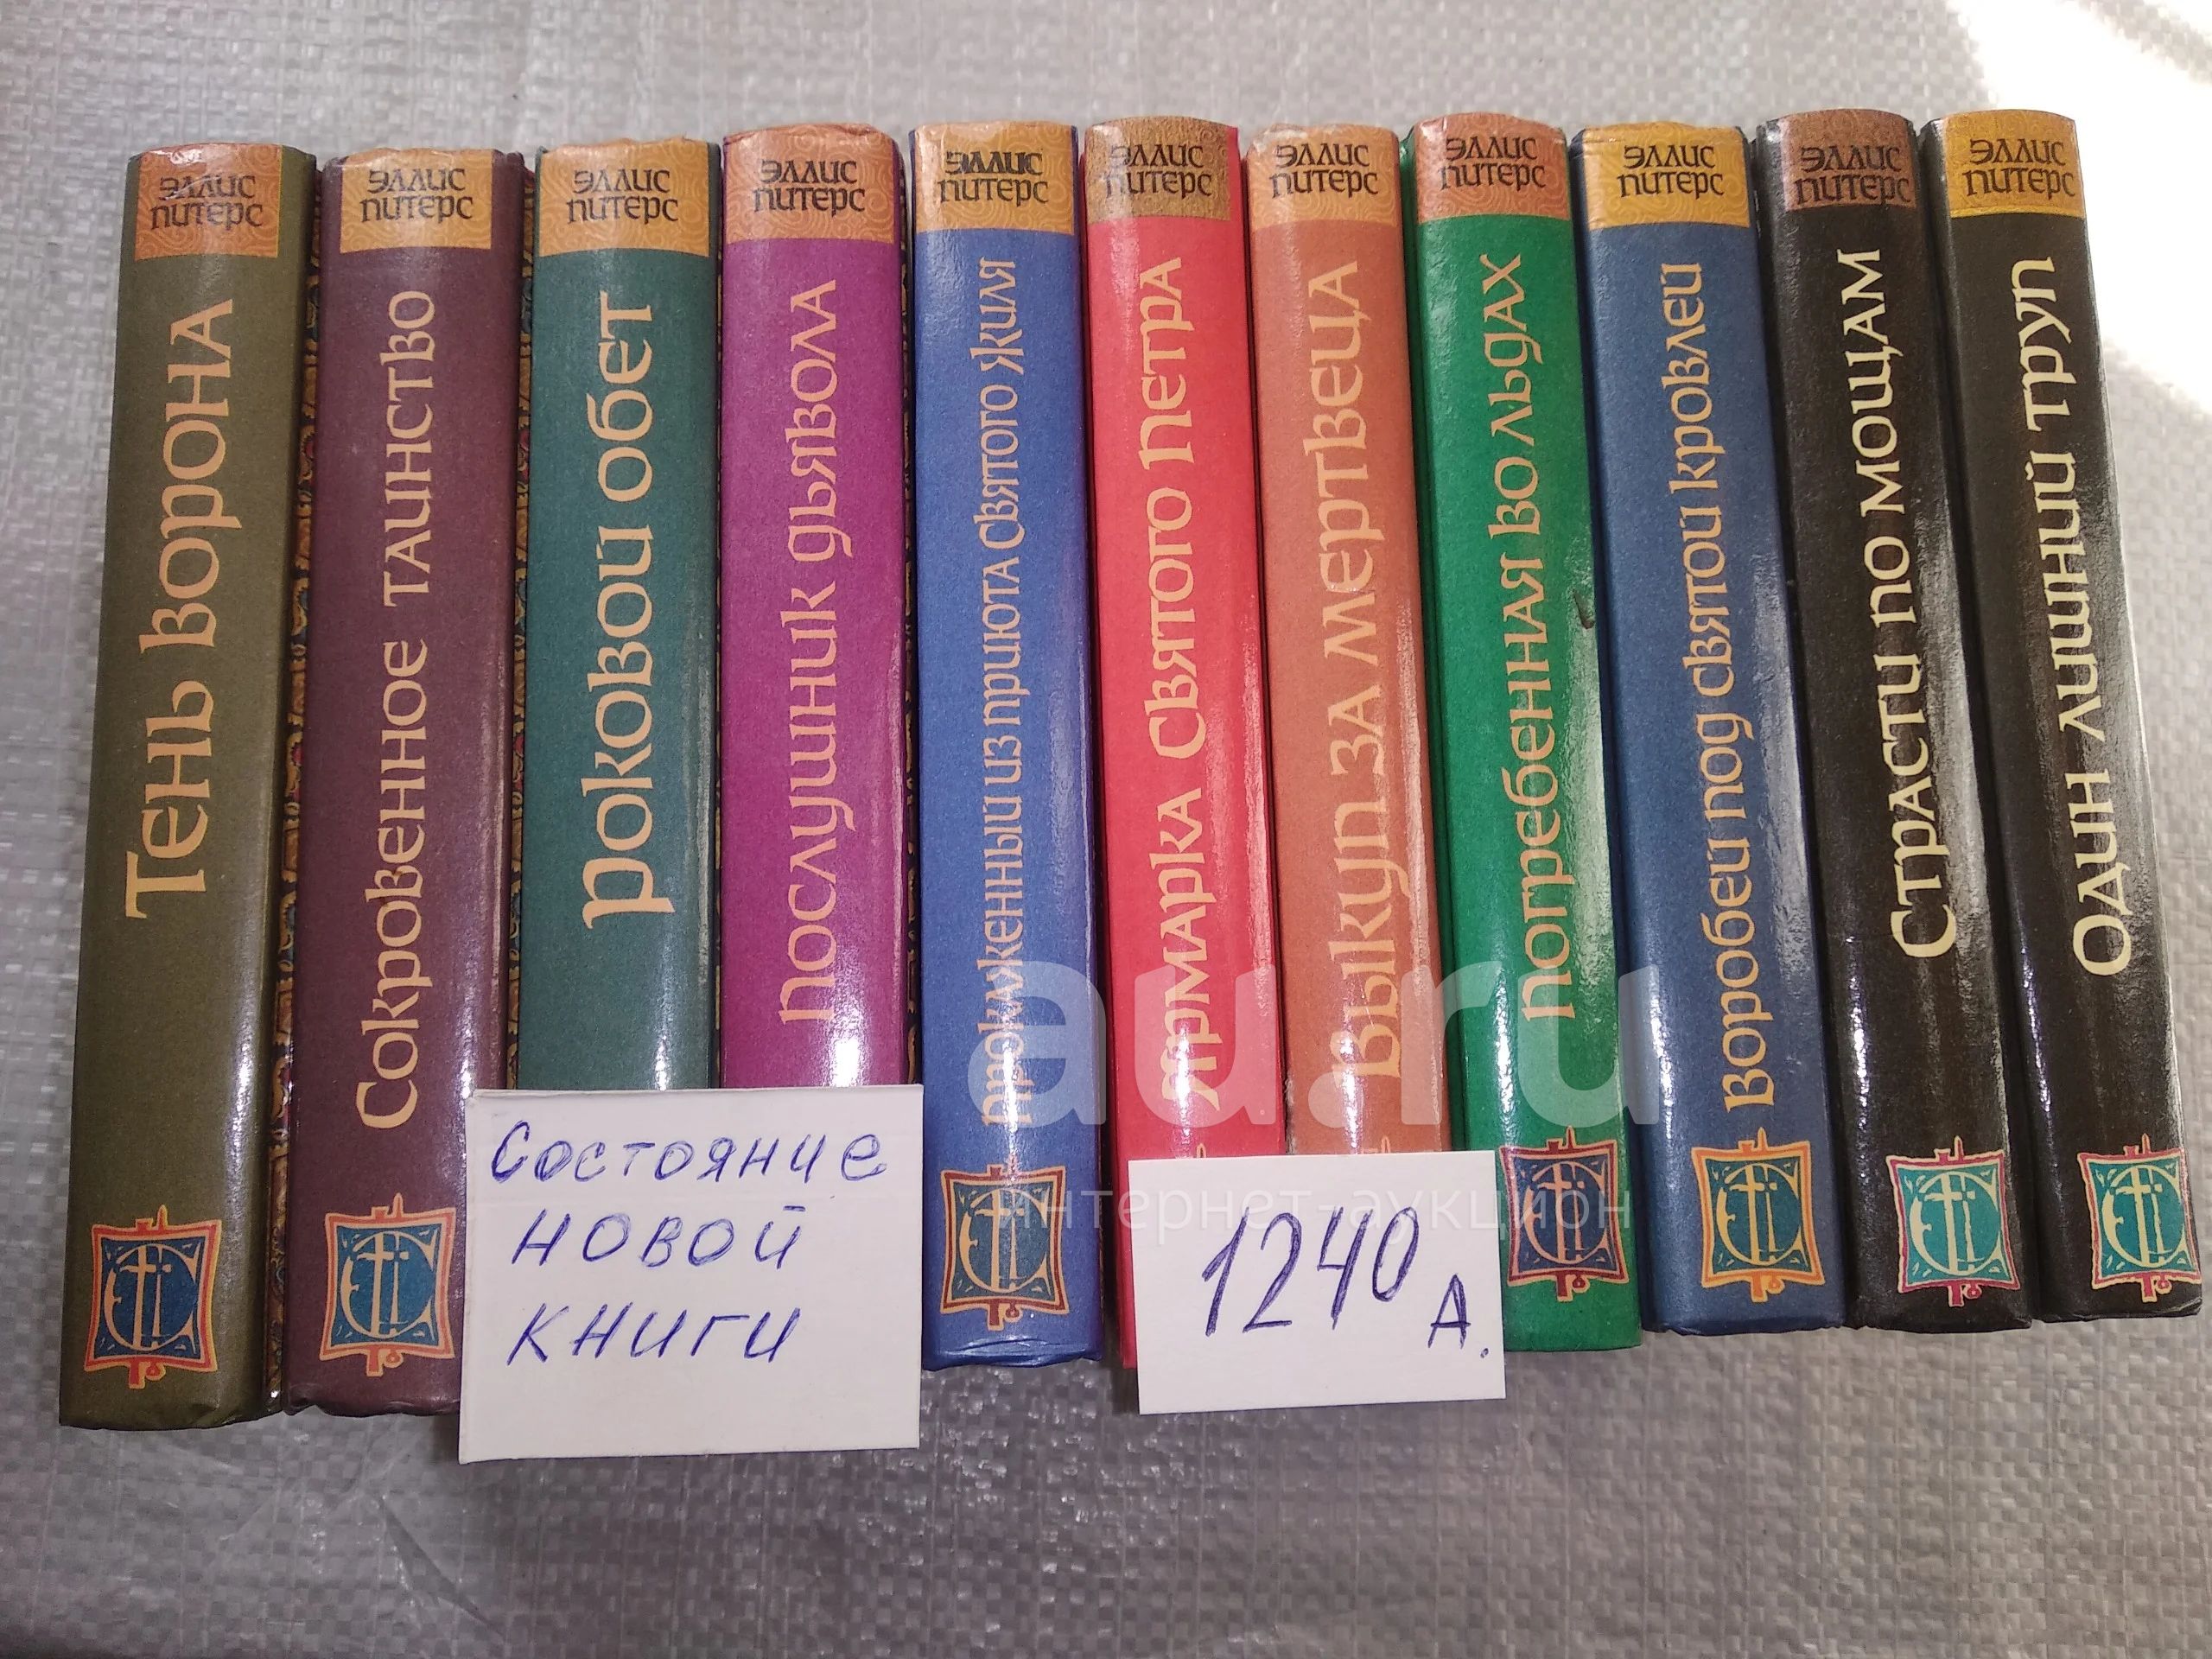 ЭЛЛИС
ПИТЕРС
Тень ворона
ЭЛЛИС
ПИТЕРС
Сокровенное таинство
ЭЛЛИС
ПИТЕРС
Роковой обет
ЭЛЛИС
ПИТЕРС
Послушник дьявола
ЭЛЛИС
ПИТЕРС
Прокаженный из приюта святого Жиля
ЭЛЛИС
ПИТЕРС
Ярмарка Святого Петра
ЭЛЛИС
ПИТЕРС
Выкуп за мертвеца
ЭЛЛИС
ПИТЕРС
Погребенная во льдах
ЭЛЛИС
ПИТЕРС
Воробей под святой кровлей
ЭЛЛИС
ПИТЕРС
Страсти по мощам
ЭЛЛИС
ПИТЕРС
Один лишний труп
Состояние
новой
книги
1240 А.
au.ru
интернет-аукцион